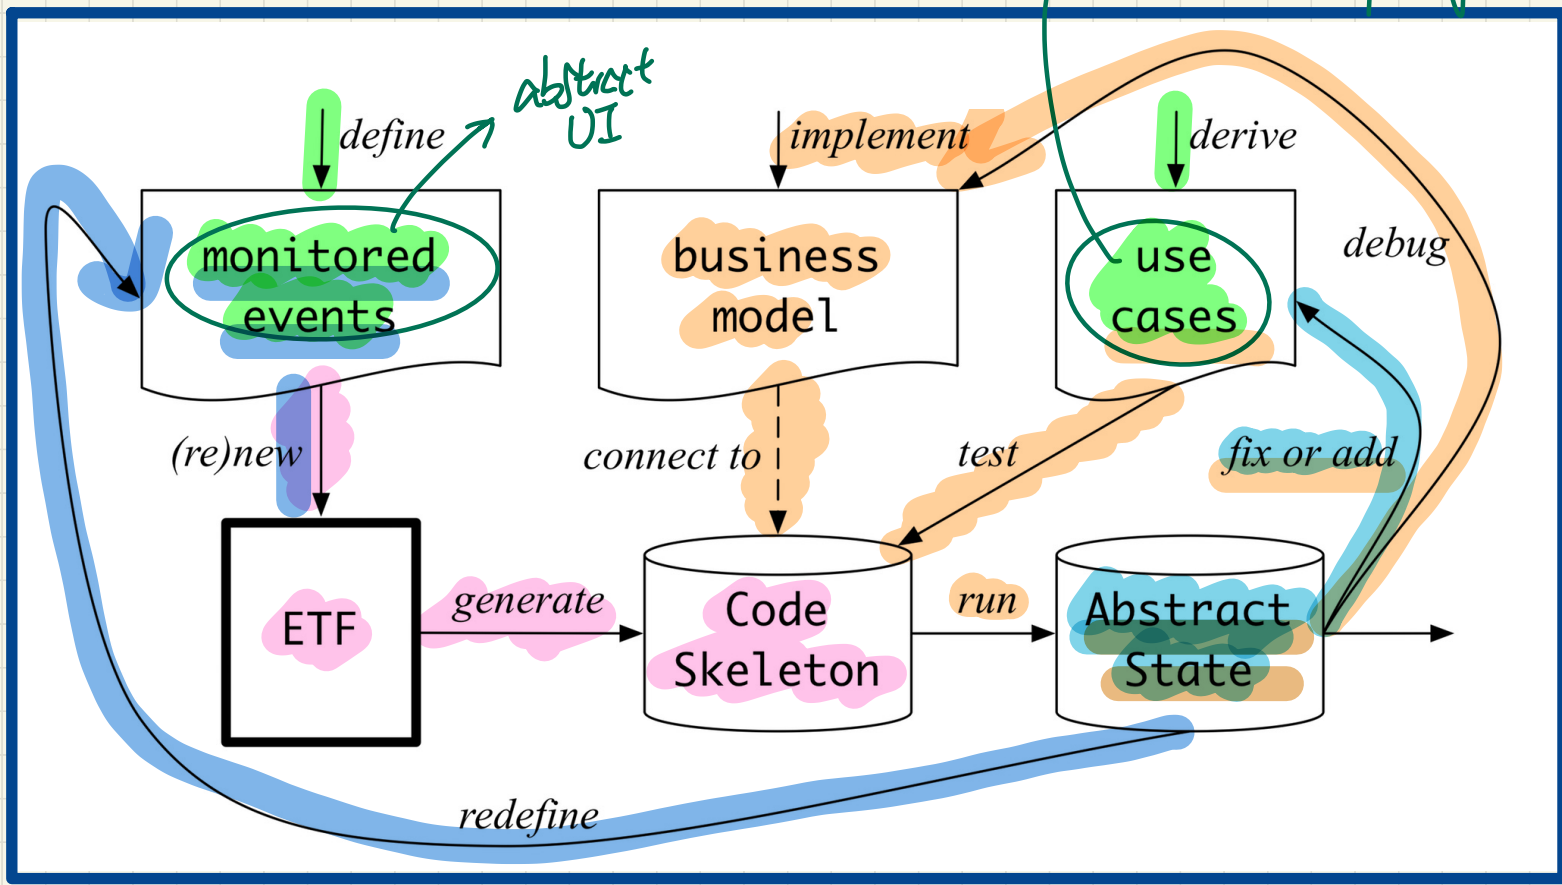 abstract
UI
define
implement
derive
monitored
events
business
model
use
cases
debug
(re)new
connect to
test
fix or add
ETF
generate
Code
Skeleton
run
Abstract
State
redefine